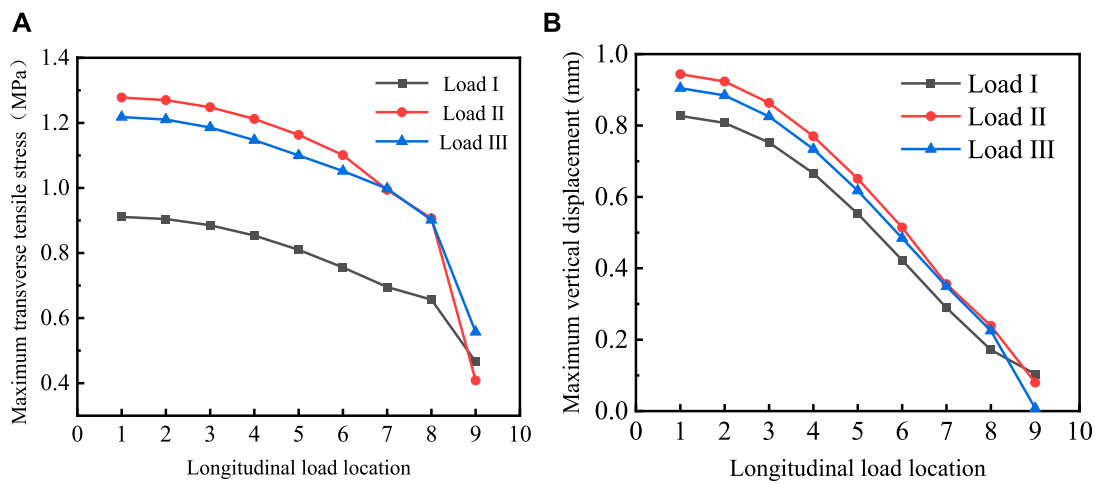 A
Maximum transverse tensile stress（MPa）
1.4
1.2
1.0
0.8
0.6
0.4
Load I
Load II
Load III
0 1 2 3 4 5 6 7 8 9 10
Longitudinal load location
B
Maximum vertical displacement (mm)
1.0
0.8
0.6
0.4
0.2
0.0
Load I
Load II
Load III
0 1 2 3 4 5 6 7 8 9 10
Longitudinal load location